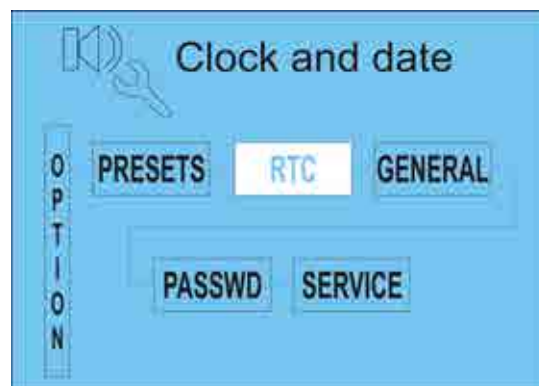 Clock and date
OPTION
PRESETS RTC GENERAL
PASSWD SERVICE